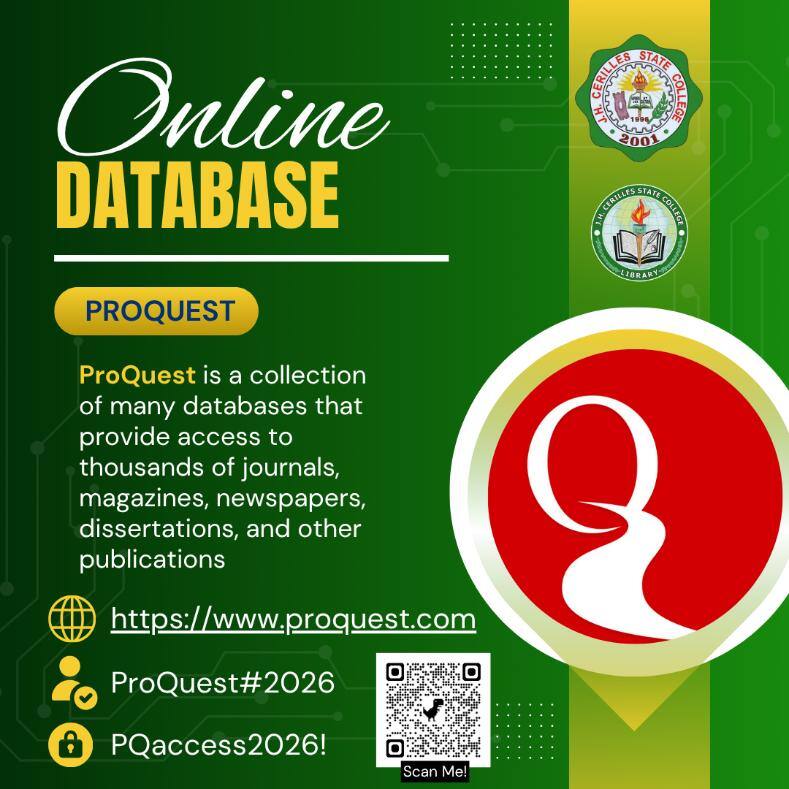 Online
DATABASE
J.H. CERILLES STATE COLLEGE
1996
2001
J.H. CERILLES STATE COLLEGE
LIBRARY
PROQUEST
ProQuest is a collection
of many databases that
provide access to
thousands of journals,
magazines, newspapers,
dissertations, and other
publications
https://www.proquest.com
ProQuest#2026
PQaccess2026!
Scan Me!